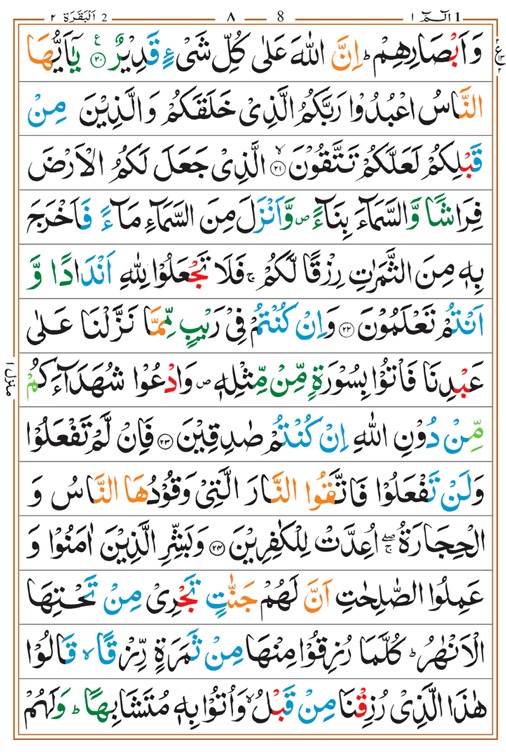 1 الٓمّٓ ١ 8 ٨ 2 اَلْبَقَرَة ٢
وَ اَبْصَارِهِمْ ؕ اِنَّ اللّٰهَ عَلٰى كُلِّ شَیْءٍ قَدِیْرٌ ۟ ۲۰ یٰۤاَیُّهَا
النَّاسُ اعْبُدُوْا رَبَّكُمُ الَّذِیْ خَلَقَكُمْ وَ الَّذِیْنَ مِنْ
قَبْلِكُمْ لَعَلَّكُمْ تَتَّقُوْنَ ۙ ۲۱ الَّذِیْ جَعَلَ لَكُمُ الْاَرْضَ
فِرَاشًا وَّ السَّمَآءَ بِنَآءً ۪ وَّ اَنْزَلَ مِنَ السَّمَآءِ مَآءً فَاَخْرَجَ
بِهٖ مِنَ الثَّمَرٰتِ رِزْقًا لَّكُمْ ۚ فَلَا تَجْعَلُوْا لِلّٰهِ اَنْدَادًا وَّ
اَنْتُمْ تَعْلَمُوْنَ ۲۲ وَ اِنْ كُنْتُمْ فِیْ رَیْبٍ مِّمَّا نَزَّلْنَا عَلٰى
عَبْدِنَا فَاْتُوْا بِسُوْرَةٍ مِّنْ مِّثْلِهٖ ۪ وَ ادْعُوْا شُهَدَآءَكُمْ
مِّنْ دُوْنِ اللّٰهِ اِنْ كُنْتُمْ صٰدِقِیْنَ ۲۳ فَاِنْ لَّمْ تَفْعَلُوْا
وَ لَنْ تَفْعَلُوْا فَاتَّقُوا النَّارَ الَّتِیْ وَ قُوْدُهَا النَّاسُ وَ
الْحِجَارَةُ ۖۚ اُعِدَّتْ لِلْكٰفِرِیْنَ ۲۴ وَ بَشِّرِ الَّذِیْنَ اٰمَنُوْا وَ
عَمِلُوا الصّٰلِحٰتِ اَنَّ لَهُمْ جَنّٰتٍ تَجْرِیْ مِنْ تَحْتِهَا
الْاَنْهٰرُ ؕ كُلَّمَا رُزِقُوْا مِنْهَا مِنْ ثَمَرَةٍ رِّزْقًا ۙ قَالُوْا
هٰذَا الَّذِیْ رُزِقْنَا مِنْ قَبْلُ ۙ وَ اُتُوْا بِهٖ مُتَشَابِهًا ؕ وَ لَهُمْ
منزل ١